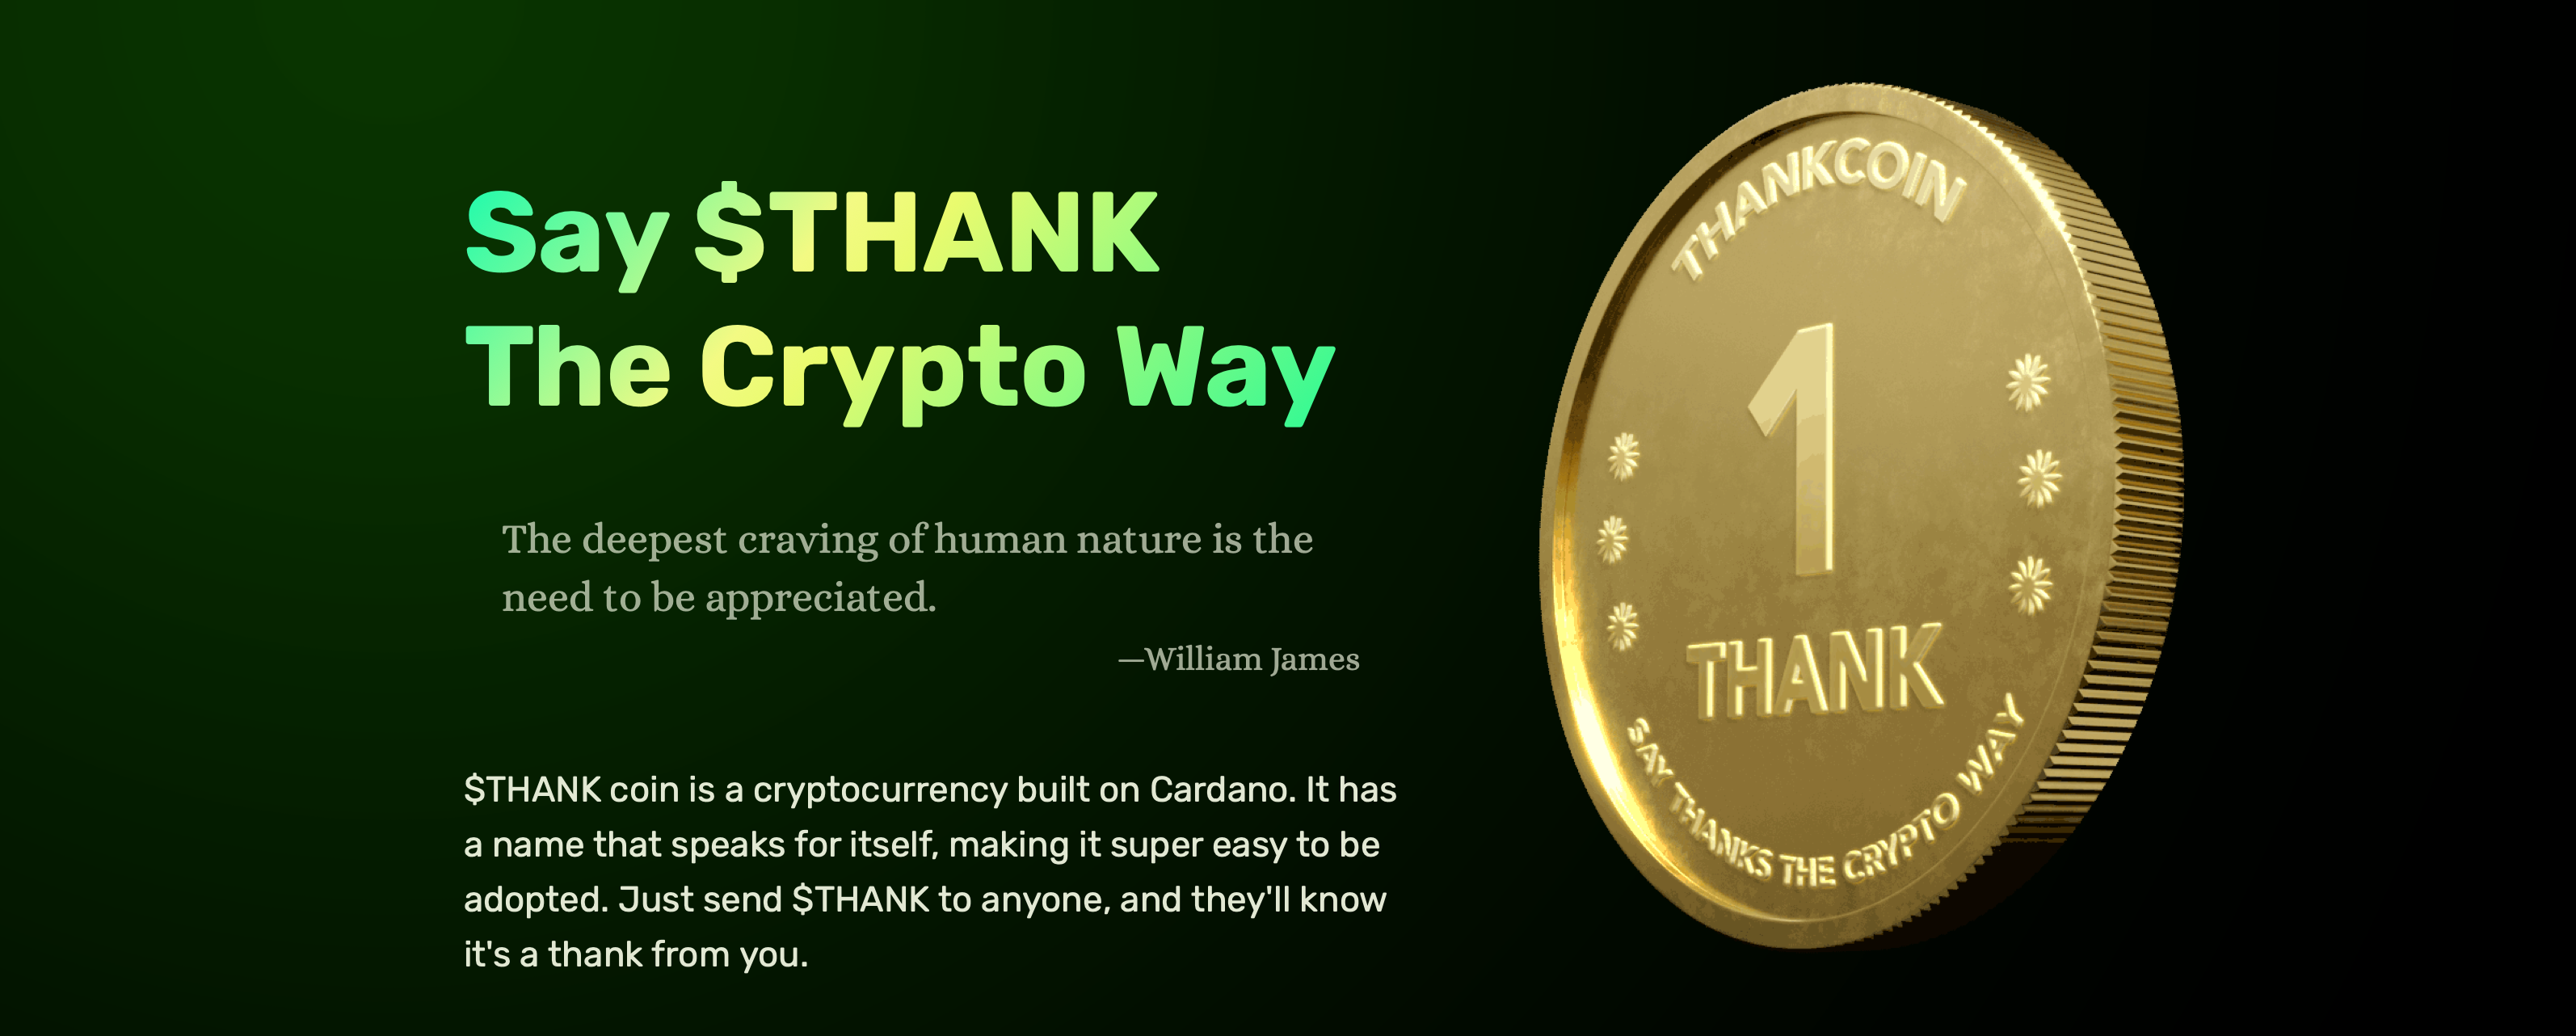 Say $THANK
The Crypto Way
The deepest craving of human nature is the
need to be appreciated.
—William James
$THANK coin is a cryptocurrency built on Cardano. It has
a name that speaks for itself, making it super easy to be
adopted. Just send $THANK to anyone, and they'll know
it's a thank from you.
THANKCOIN
1
THANK
SAY THANKS THE CRYPTO WAY